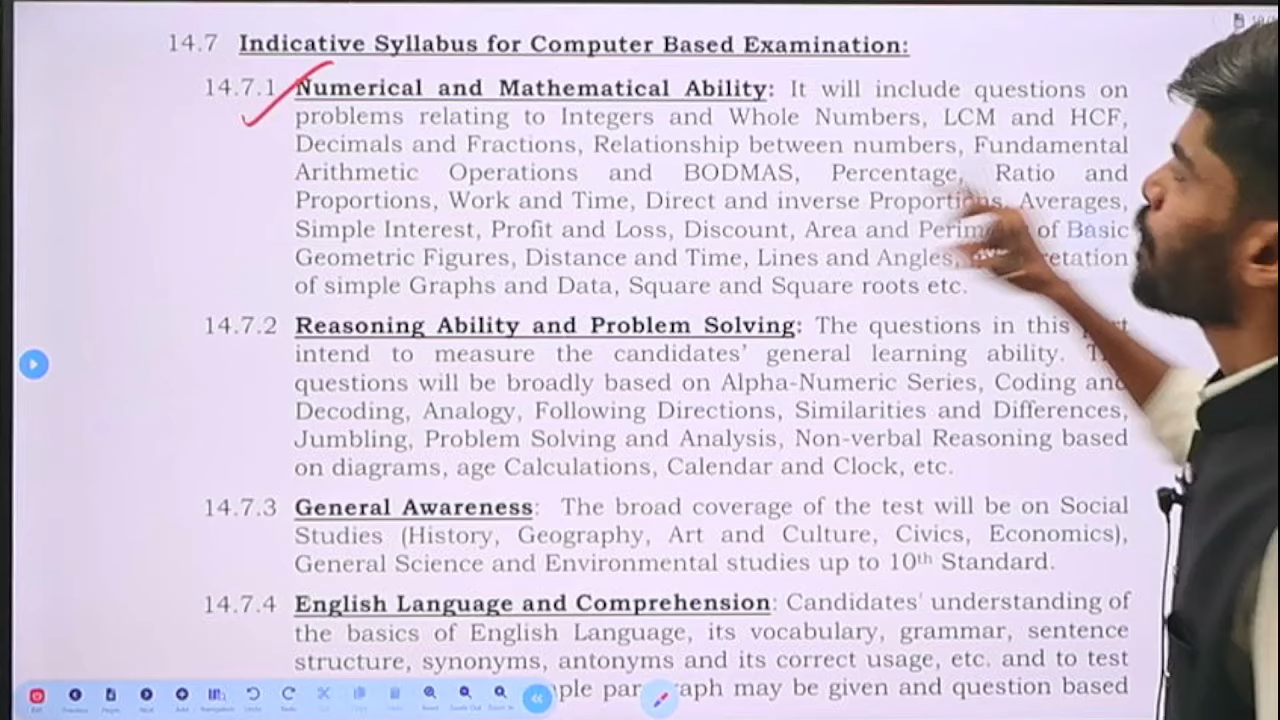 14.7 Indicative Syllabus for Computer Based Examination:
14.7.1 Numerical and Mathematical Ability: It will include questions on
problems relating to Integers and Whole Numbers, LCM and HCF,
Decimals and Fractions, Relationship between numbers, Fundamental
Arithmetic Operations and BODMAS, Percentage, Ratio and
Proportions, Work and Time, Direct and inverse Proportions, Averages,
Simple Interest, Profit and Loss, Discount, Area and of Basic
Geometric Figures, Distance and Time, Lines and Angles,
of simple Graphs and Data, Square and Square roots etc.
14.7.2 Reasoning Ability and Problem Solving: The questions in this
intend to measure the candidates’ general learning ability.
questions will be broadly based on Alpha-Numeric Series, Coding and
Decoding, Analogy, Following Directions, Similarities and Differences,
Jumbling, Problem Solving and Analysis, Non-verbal Reasoning based
on diagrams, age Calculations, Calendar and Clock, etc.
14.7.3 General Awareness: The broad coverage of the test will be on Social
Studies (History, Geography, Art and Culture, Civics, Economics),
General Science and Environmental studies up to 10th Standard.
14.7.4 English Language and Comprehension: Candidates' understanding of
the basics of English Language, its vocabulary, grammar, sentence
structure, synonyms, antonyms and its correct usage, etc. and to test
may be given and question based